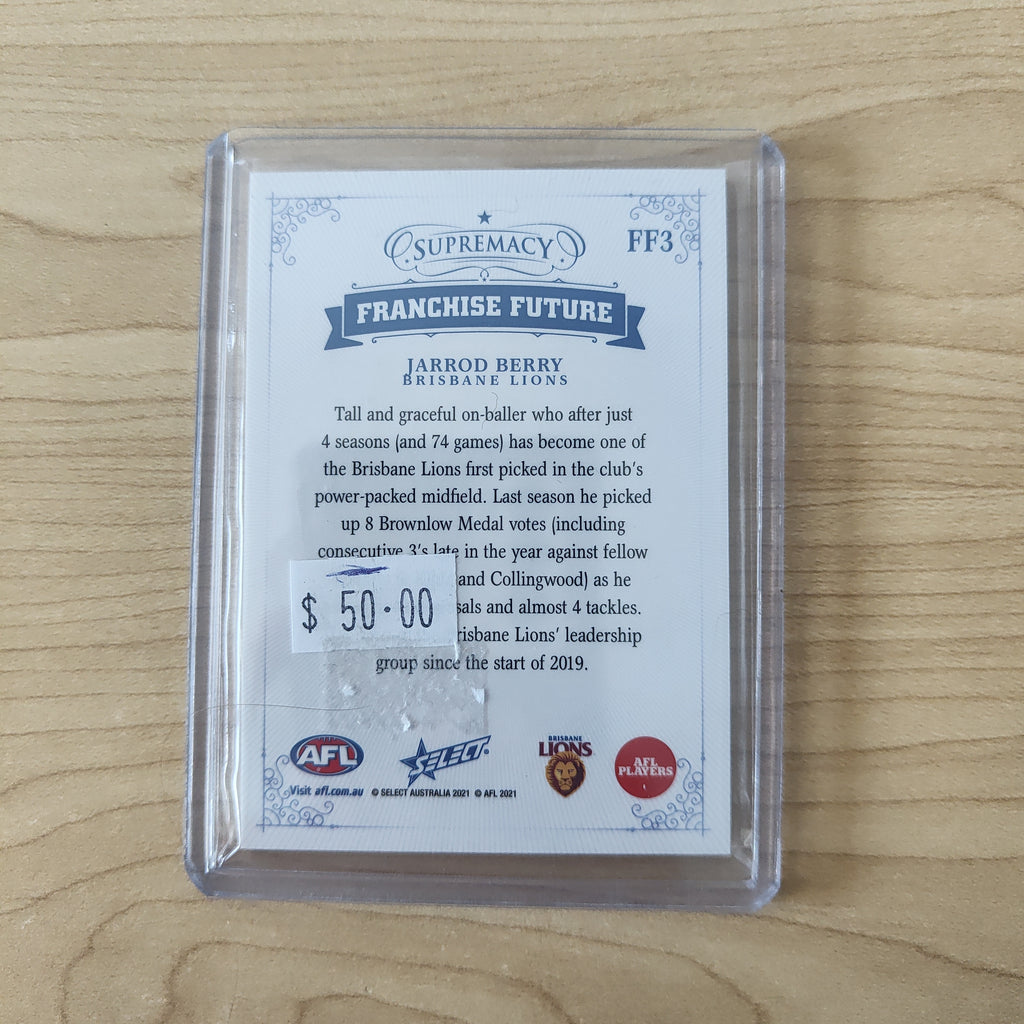 SUPREMACY
FF3
FRANCHISE FUTURE
JARROD BERRY
BRISBANE LIONS
Tall and graceful on-baller who after just
4 seasons (and 74 games) has become one of
the Brisbane Lions first picked in the club's
power-packed midfield. Last season he picked
up 8 Brownlow Medal votes (including
consecutive 3's late in the year against fellow
and Collingwood) as he
sals and almost 4 tackles.
risbane Lions' leadership
group since the start of 2019.
$ 50.00
AFL
Visit afl.com.au
SELECT
© SELECT AUSTRALIA 2021 © AFL 2021
BRISBANE
LIONS
AFL
PLAYERS